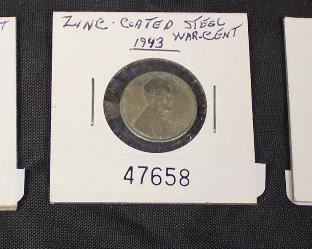 ZINC-COATED STEEL
1943 WAR-CENT
47658